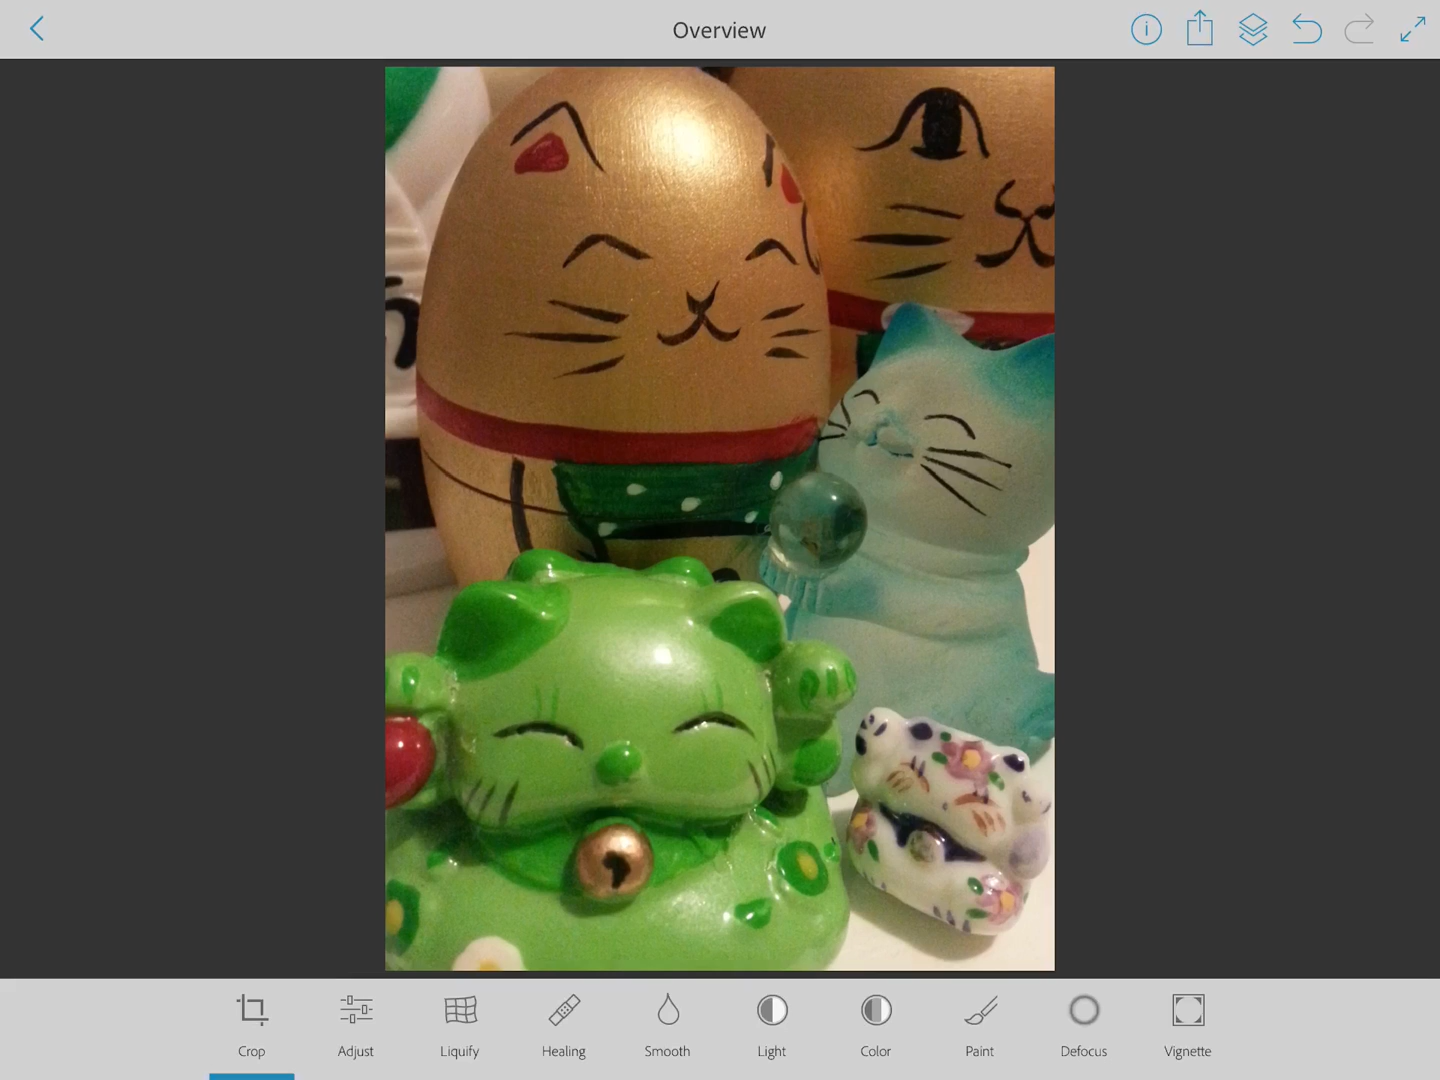 Overview
Crop
Adjust
Liquify
Healing
Smooth
Light
Color
Paint
Defocus
Vignette